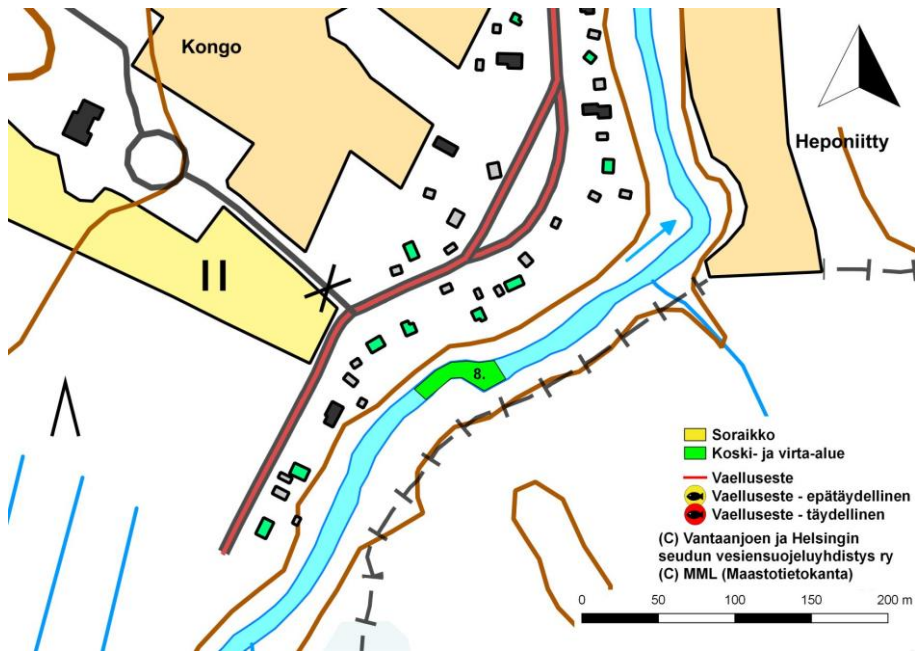 Kongo
Heponiitty
8.
Soraikko
Koski- ja virta-alue
Vaelluseste
Vaelluseste - epätäydellinen
Vaelluseste - täydellinen
(C) Vantaanjoen ja Helsingin
seudun vesiensuojeluyhdistys ry
(C) MML (Maastotietokanta)
0 50 100 150 200 m